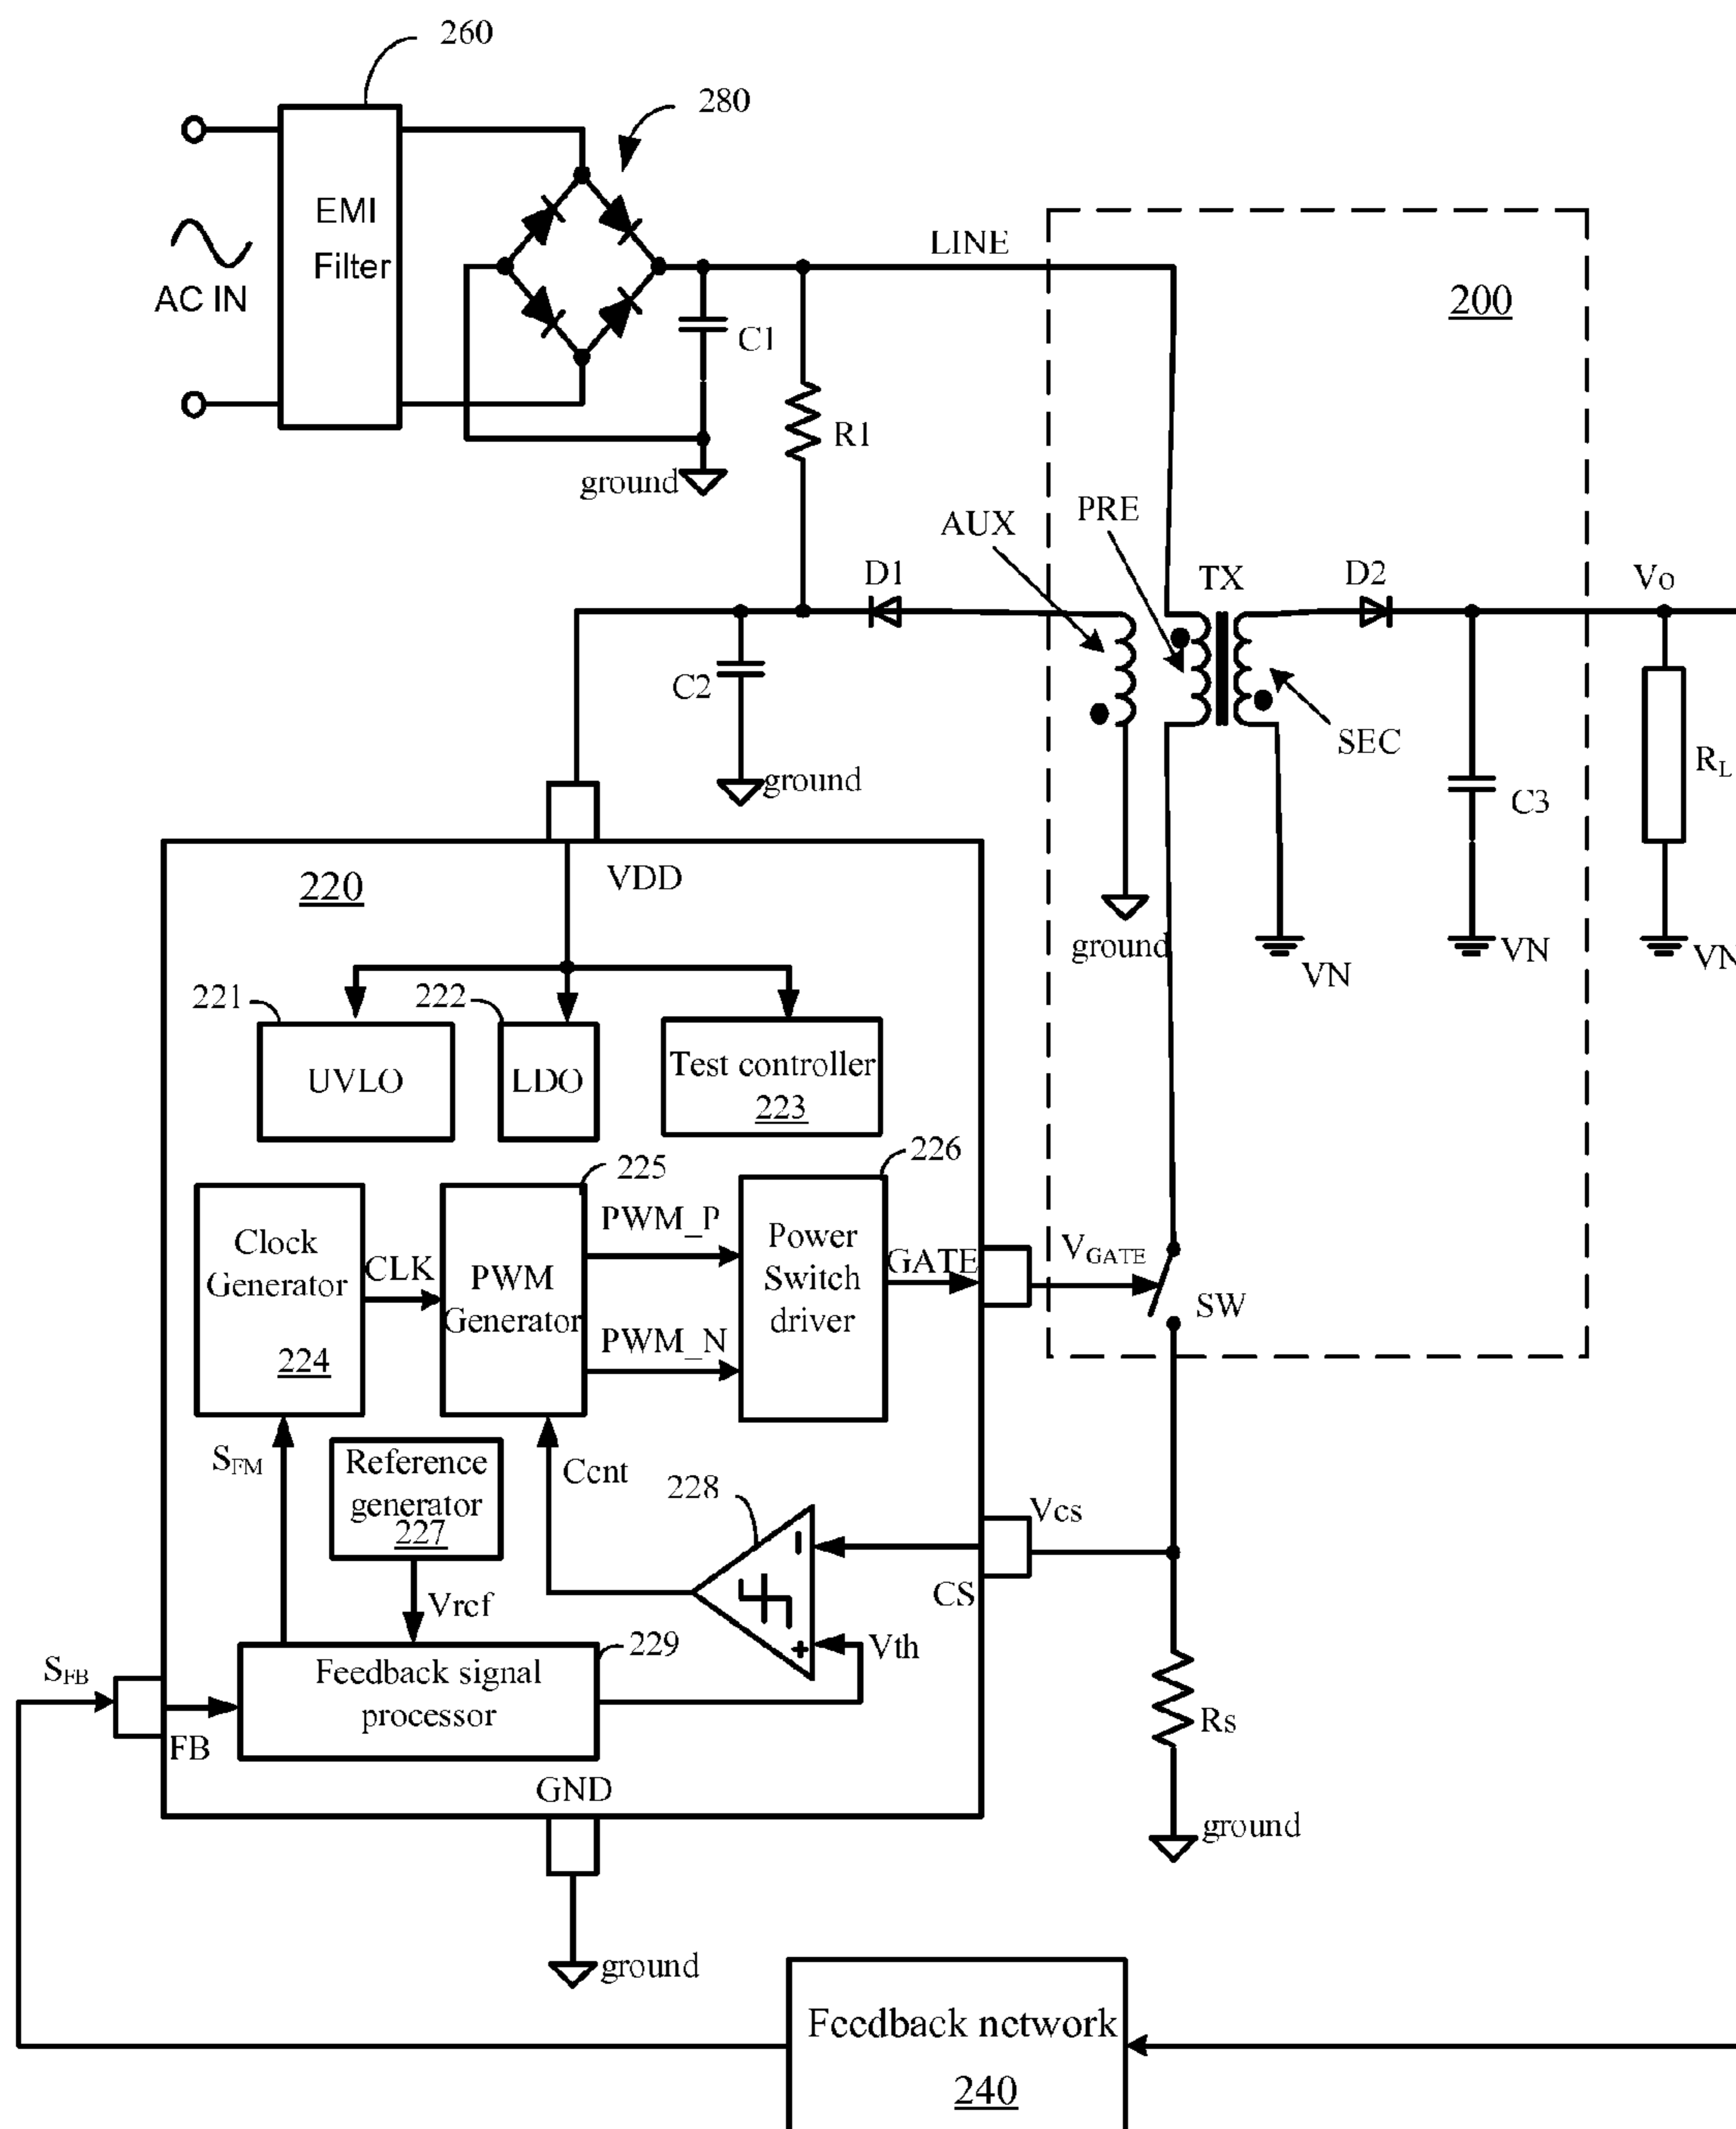 260
280
EMI
Filter
AC IN
LINE
200
C1
R1
ground
AUX
PRE
D1
TX
D2
Vo
C2
SEC
RL
ground
C3
220
VDD
ground
VN
VN
VN
221
222
UVLO
LDO
Test controller
223
226
225
PWM_P
Clock
Generator
224
CLK
PWM
Generator
Power
Switch
driver
GATE
VGATE
SW
PWM_N
SFM
Reference
generator
227
Ccnt
228
Vcs
CS
Vref
229
Vth
SFB
Feedback signal
processor
FB
Rs
GND
ground
ground
Feedback network
240